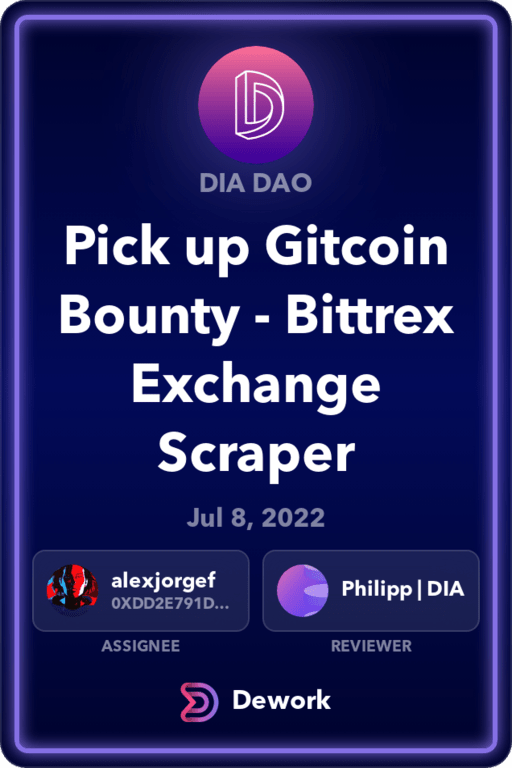 DIA DAO
Pick up Gitcoin
Bounty - Bittrex
Exchange
Scraper
Jul 8, 2022
alexjorgef
0XDD2E791D...
Philipp | DIA
ASSIGNEE
REVIEWER
Dework